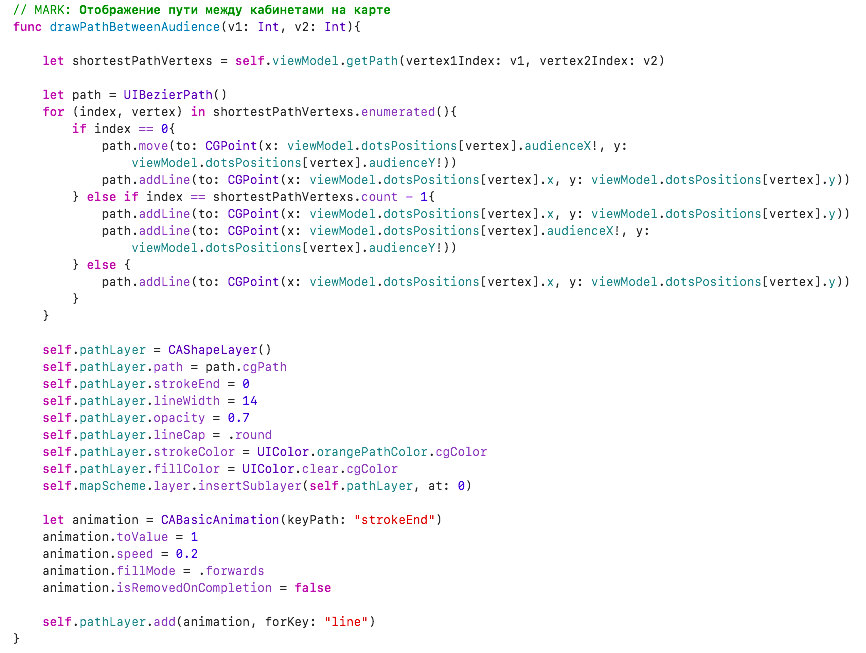 // MARK: Отображение пути между кабинетами на карте
func drawPathBetweenAudience(v1: Int, v2: Int){
    let shortestPathVertexs = self.viewModel.getPath(vertex1Index: v1, vertex2Index: v2)
    let path = UIBezierPath()
    for (index, vertex) in shortestPathVertexs.enumerated(){
        if index == 0{
            path.move(to: CGPoint(x: viewModel.dotsPositions[vertex].audienceX!, y:
                viewModel.dotsPositions[vertex].audienceY!))
            path.addLine(to: CGPoint(x: viewModel.dotsPositions[vertex].x, y: viewModel.dotsPositions[vertex].y))
        } else if index == shortestPathVertexs.count - 1{
            path.addLine(to: CGPoint(x: viewModel.dotsPositions[vertex].x, y: viewModel.dotsPositions[vertex].y))
            path.addLine(to: CGPoint(x: viewModel.dotsPositions[vertex].audienceX!, y:
                viewModel.dotsPositions[vertex].audienceY!))
        } else {
            path.addLine(to: CGPoint(x: viewModel.dotsPositions[vertex].x, y: viewModel.dotsPositions[vertex].y))
        }
    }
    self.pathLayer = CAShapeLayer()
    self.pathLayer.path = path.cgPath
    self.pathLayer.strokeEnd = 0
    self.pathLayer.lineWidth = 14
    self.pathLayer.opacity = 0.7
    self.pathLayer.lineCap = .round
    self.pathLayer.strokeColor = UIColor.orangePathColor.cgColor
    self.pathLayer.fillColor = UIColor.clear.cgColor
    self.mapScheme.layer.insertSublayer(self.pathLayer, at: 0)
    let animation = CABasicAnimation(keyPath: "strokeEnd")
    animation.toValue = 1
    animation.speed = 0.2
    animation.fillMode = .forwards
    animation.isRemovedOnCompletion = false
    self.pathLayer.add(animation, forKey: "line")
}